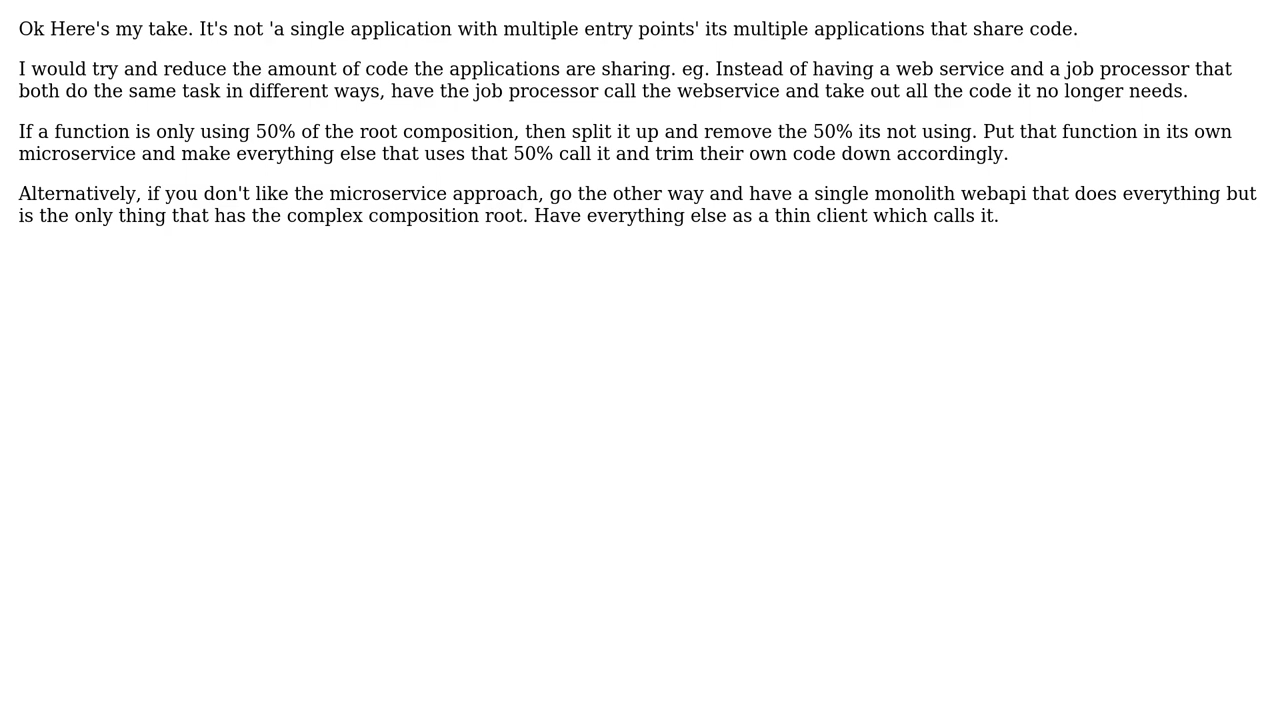 Ok Here's my take. It's not 'a single application with multiple entry points' its multiple applications that share code.
I would try and reduce the amount of code the applications are sharing. eg. Instead of having a web service and a job processor that
both do the same task in different ways, have the job processor call the webservice and take out all the code it no longer needs.
If a function is only using 50% of the root composition, then split it up and remove the 50% its not using. Put that function in its own
microservice and make everything else that uses that 50% call it and trim their own code down accordingly.
Alternatively, if you don't like the microservice approach, go the other way and have a single monolith webapi that does everything but
is the only thing that has the complex composition root. Have everything else as a thin client which calls it.